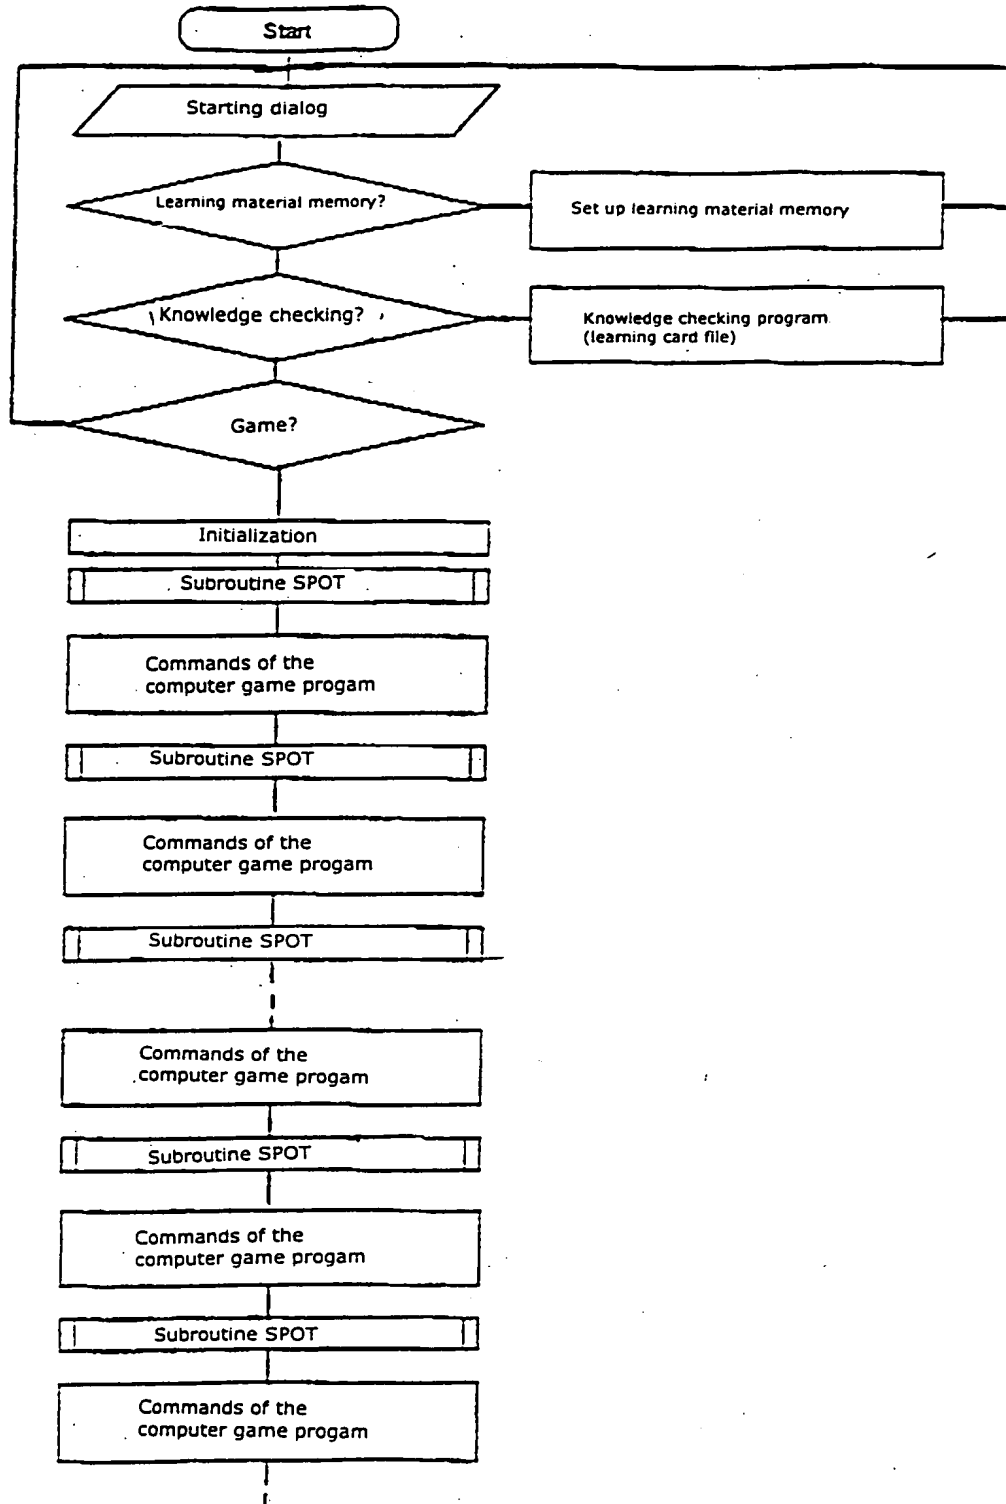 Start
Starting dialog
Learning material memory?
Set up learning material memory
Knowledge checking?
Knowledge checking program
(learning card file)
Game?
Initialization
Subroutine SPOT
Commands of the
computer game progam
Subroutine SPOT
Commands of the
computer game progam
Subroutine SPOT
Commands of the
computer game progam
Subroutine SPOT
Commands of the
computer game progam
Subroutine SPOT
Commands of the
computer game progam